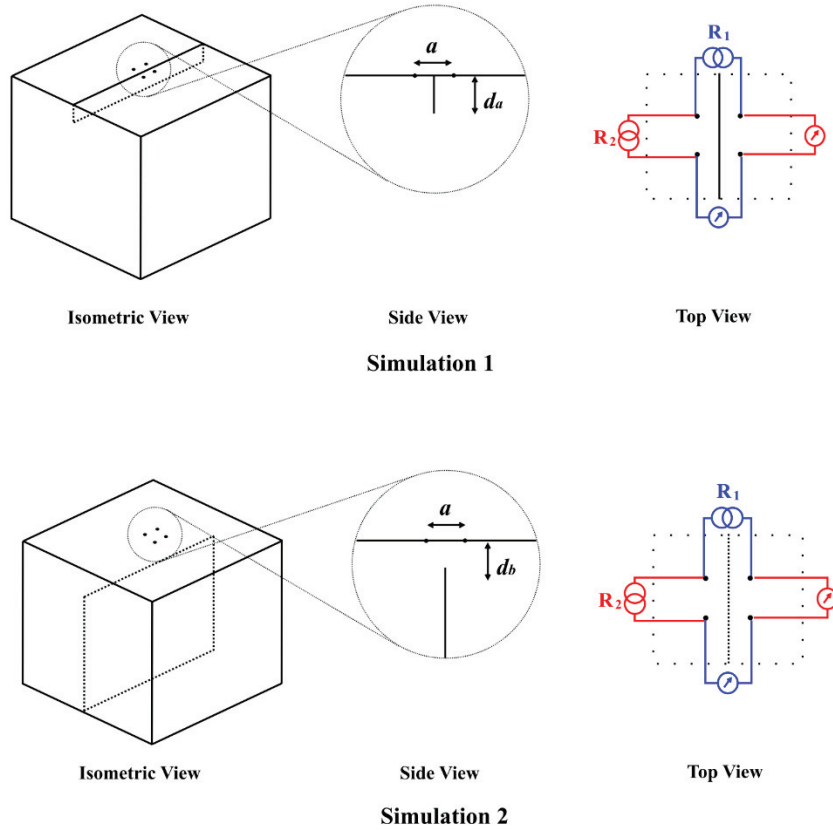 a
dₐ
R₁
R₂
Isometric View
Side View
Top View
Simulation 1
a
d_b
R₁
R₂
Isometric View
Side View
Top View
Simulation 2